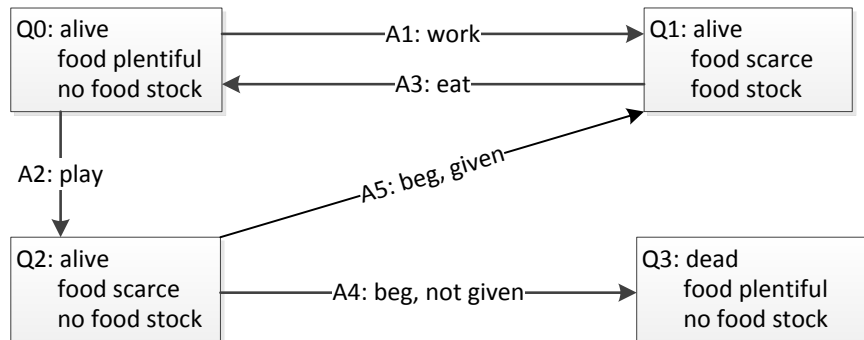 Q0: alive
food plentiful
no food stock
A1: work
A3: eat
Q1: alive
food scarce
food stock
A2: play
A5: beg, given
Q2: alive
food scarce
no food stock
A4: beg, not given
Q3: dead
food plentiful
no food stock